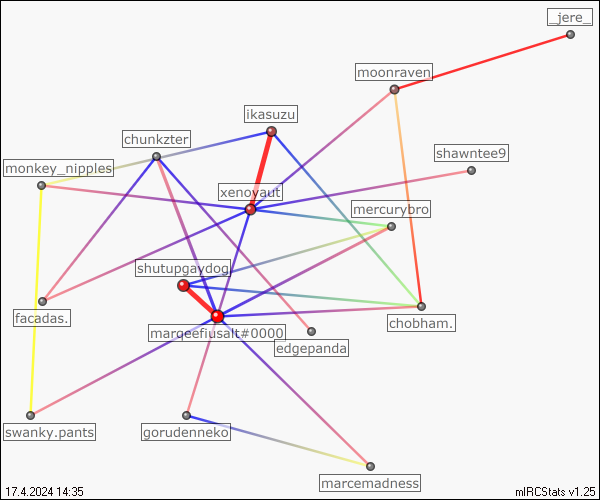 _jere_
moonraven
ikasuzu
chunkzter
shawntee9
monkey_nipples
xenoyaut
mercurybro
shutupgaydog
facadas.
chobham.
marqeefiusalt#0000
edgepanda
swanky.pants
gorudenneko
marcemadness
17.4.2024 14:35
mIRCStats v1.25